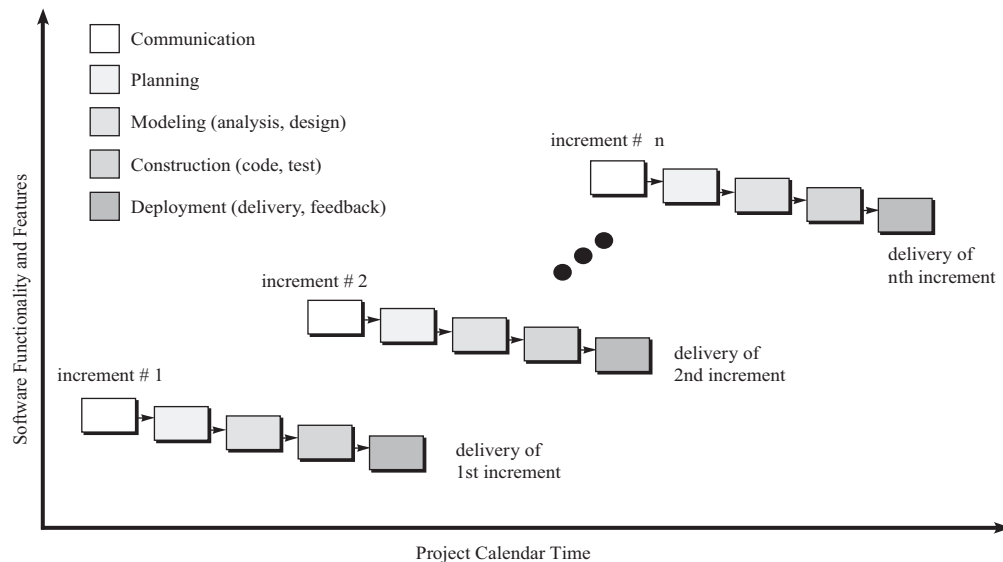 Communication
Planning
Modeling (analysis, design)
Construction (code, test)
Deployment (delivery, feedback)
increment # n
delivery of
nth increment
increment # 2
delivery of
2nd increment
increment # 1
delivery of
1st increment
Software Functionality and Features
Project Calendar Time